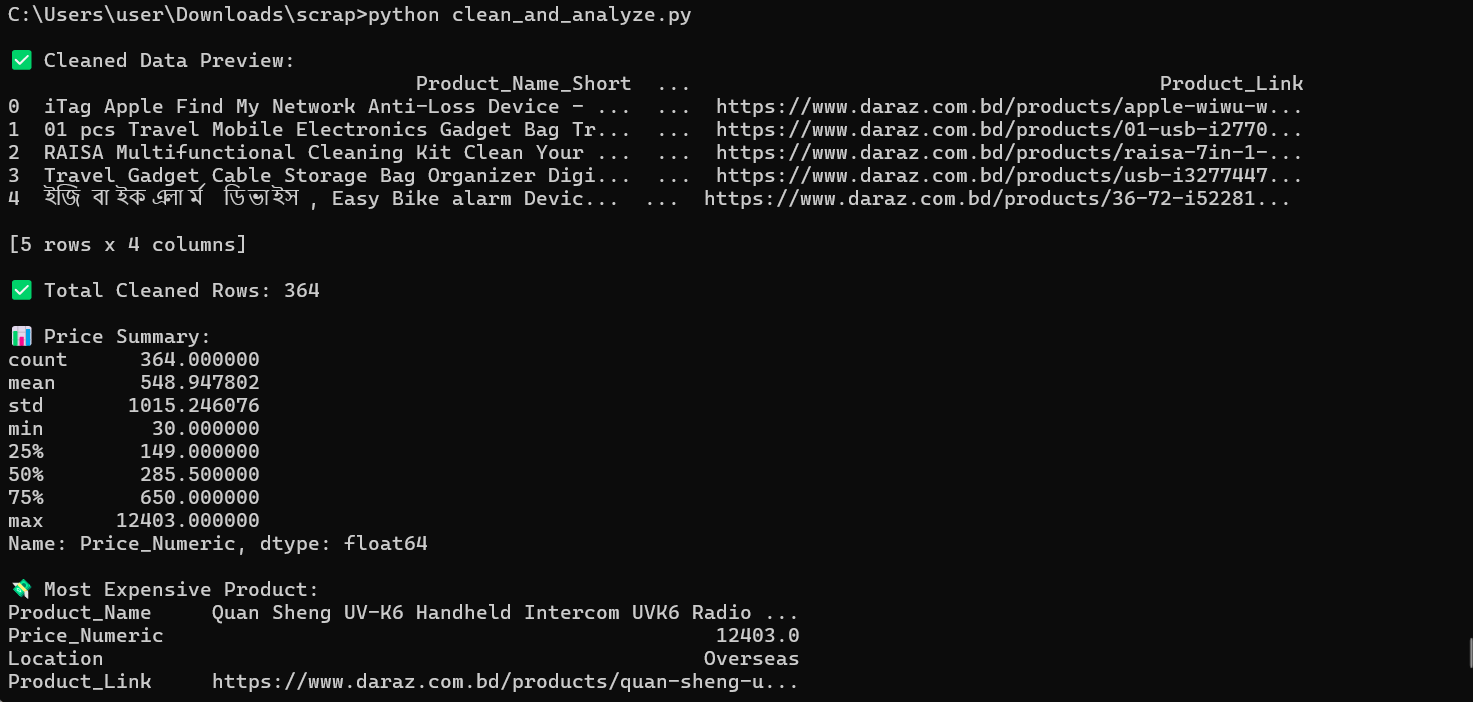 C:\Users\user\Downloads\scrap>python clean_and_analyze.py
✅ Cleaned Data Preview:
Product_Name_Short ... Product_Link
0 iTag Apple Find My Network Anti-Loss Device - ... ... https://www.daraz.com.bd/products/apple-wiwu-w...
1 01 pcs Travel Mobile Electronics Gadget Bag Tr... ... https://www.daraz.com.bd/products/01-usb-i2770...
2 RAISA Multifunctional Cleaning Kit Clean Your ... ... https://www.daraz.com.bd/products/raisa-7in-1-...
3 Travel Gadget Cable Storage Bag Organizer Digi... ... https://www.daraz.com.bd/products/usb-i3277447...
4 ইজি বাইক এলার্ম ডিভাইস , Easy Bike alarm Devic... ... https://www.daraz.com.bd/products/36-72-i52281...
[5 rows x 4 columns]
✅ Total Cleaned Rows: 364
📊 Price Summary:
count 364.000000
mean 548.947802
std 1015.246076
min 30.000000
25% 149.000000
50% 285.500000
75% 650.000000
max 12403.000000
Name: Price_Numeric, dtype: float64
💸 Most Expensive Product:
Product_Name Quan Sheng UV-K6 Handheld Intercom UVK6 Radio ...
Price_Numeric 12403.0
Location Overseas
Product_Link https://www.daraz.com.bd/products/quan-sheng-u...